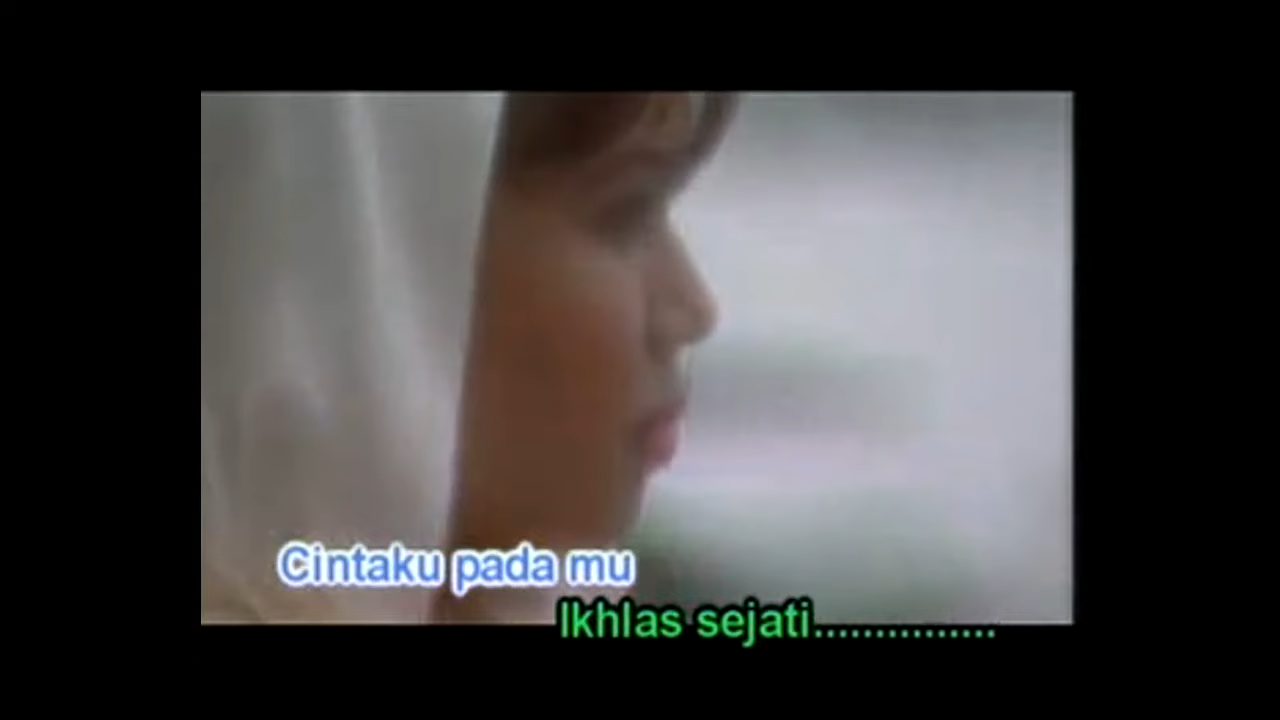 Cintaku pada mu
Ikhlas sejati...............